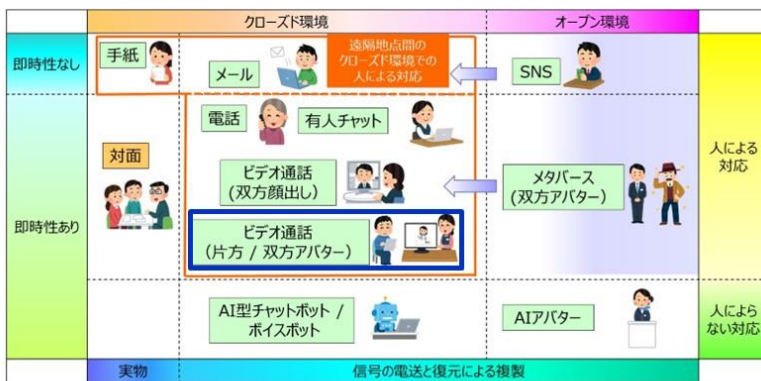 クローズド環境
オープン環境
即時性なし
手紙
メール
遠隔地点間の
クローズド環境での
人による対応
SNS
電話
有人チャット
対面
人による
対応
ビデオ通話
(双方顔出し)
メタバース
(双方アバター)
即時性あり
ビデオ通話
(片方 / 双方アバター)
AI型チャットボット /
ボイスボット
AIアバター
人によら
ない対応
実物
信号の電送と復元による複製